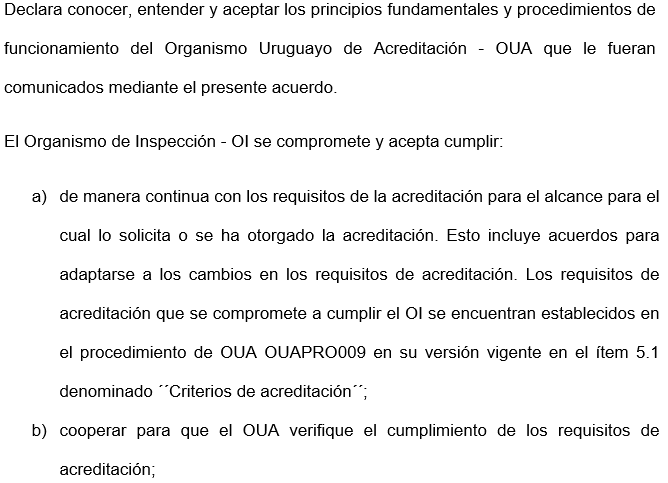 Declara conocer, entender y aceptar los principios fundamentales y procedimientos de
funcionamiento del Organismo Uruguayo de Acreditación - OUA que le fueran
comunicados mediante el presente acuerdo.
El Organismo de Inspección - OI se compromete y acepta cumplir:
a) de manera continua con los requisitos de la acreditación para el alcance para el
cual lo solicita o se ha otorgado la acreditación. Esto incluye acuerdos para
adaptarse a los cambios en los requisitos de acreditación. Los requisitos de
acreditación que se compromete a cumplir el OI se encuentran establecidos en
el procedimiento de OUA OUAPRO009 en su versión vigente en el ítem 5.1
denominado ´´Criterios de acreditación´´;
b) cooperar para que el OUA verifique el cumplimiento de los requisitos de
acreditación;